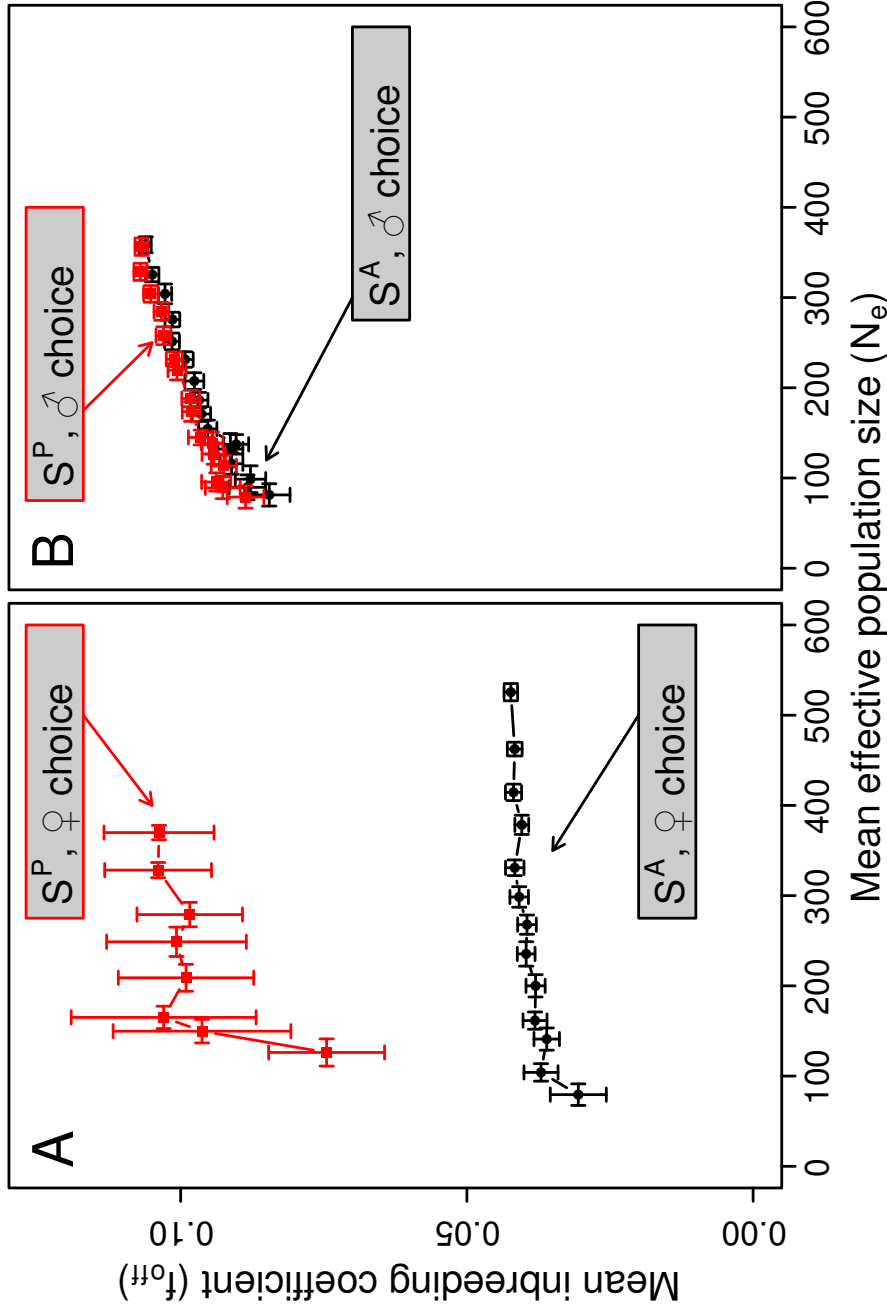 A
S^P, ♀ choice
S^A, ♀ choice
B
S^P, ♂ choice
S^A, ♂ choice
Mean inbreeding coefficient (f_off)
0.10
0.05
0.00
0 100 200 300 400 500 600
0 100 200 300 400 500 600
Mean effective population size (N_e)